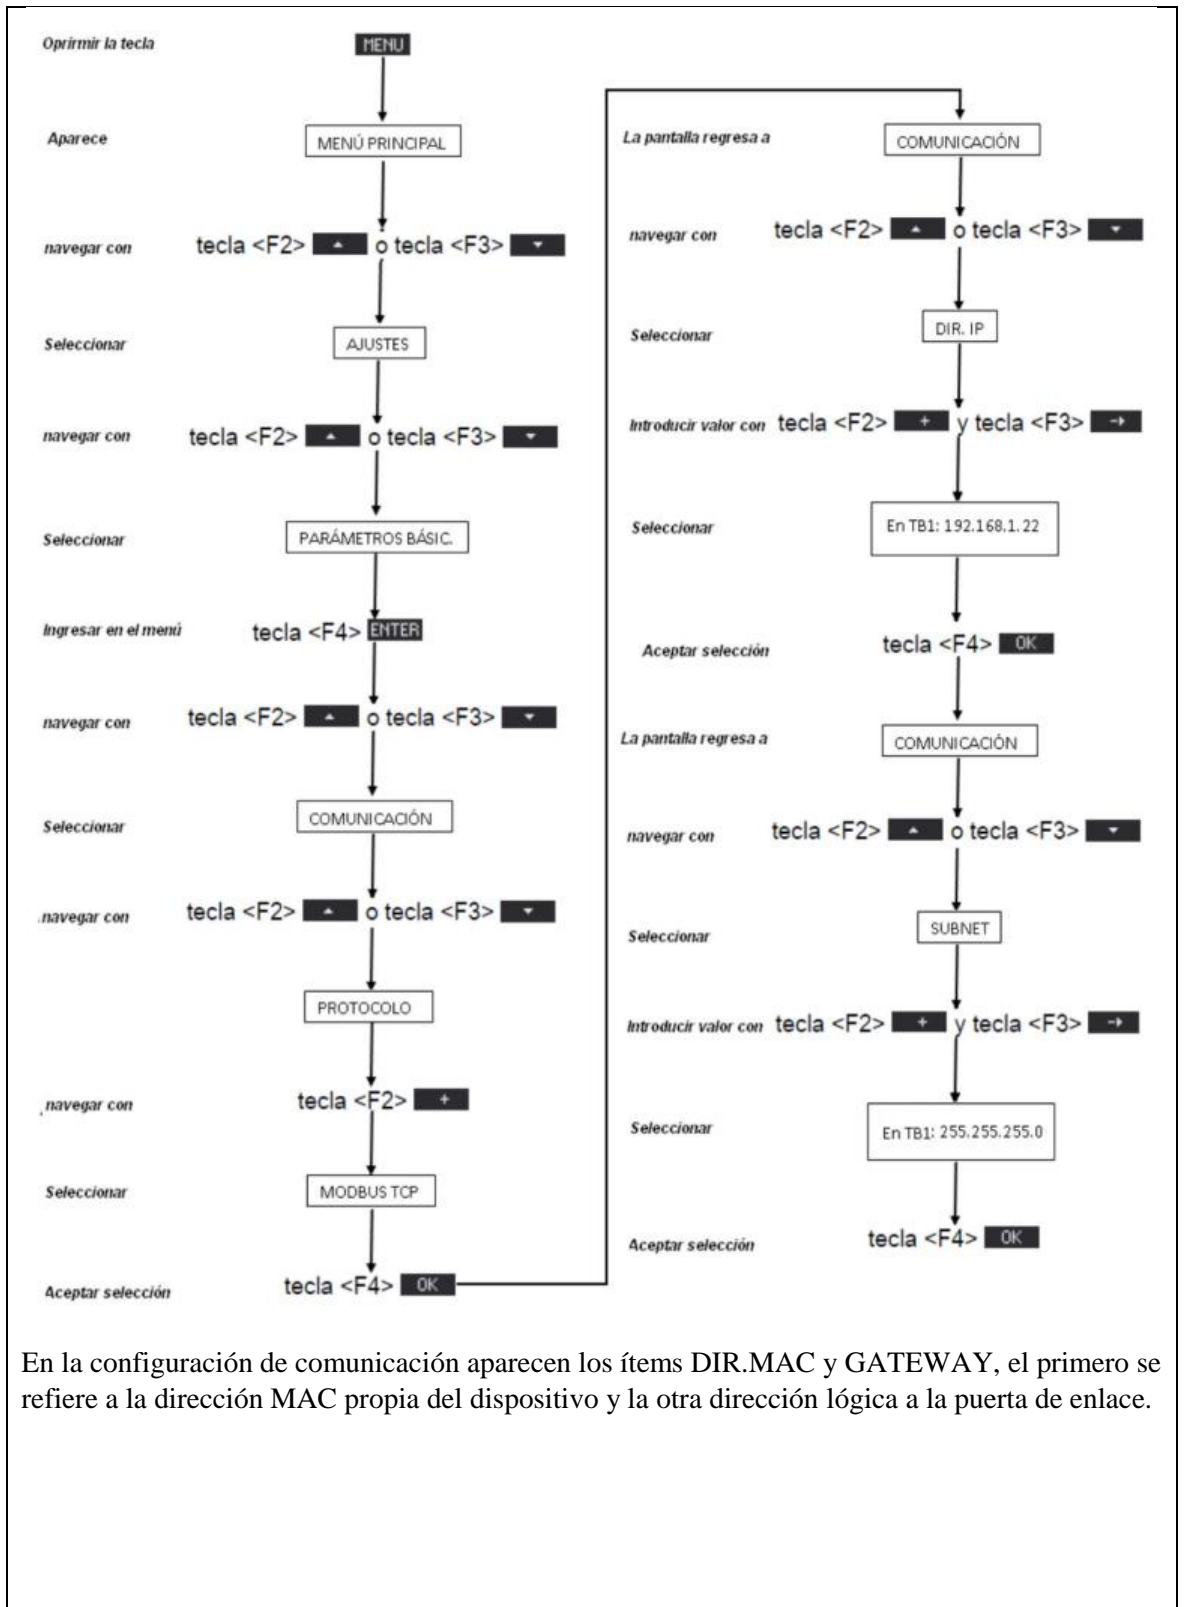 Oprirmir la tecla MENU
Aparece MENÚ PRINCIPAL
navegar con tecla <F2> ▲ o tecla <F3> ▼
Seleccionar AJUSTES
navegar con tecla <F2> ▲ o tecla <F3> ▼
Seleccionar PARÁMETROS BÁSIC.
Ingresar en el menú tecla <F4> ENTER
navegar con tecla <F2> ▲ o tecla <F3> ▼
Seleccionar COMUNICACIÓN
navegar con tecla <F2> ▲ o tecla <F3> ▼
PROTOCOLO
navegar con tecla <F2> +
Seleccionar MODBUS TCP
Aceptar selección tecla <F4> OK
La pantalla regresa a COMUNICACIÓN
navegar con tecla <F2> ▲ o tecla <F3> ▼
Seleccionar DIR. IP
Introducir valor con tecla <F2> + y tecla <F3> →
Seleccionar En TB1: 192.168.1.22
Aceptar selección tecla <F4> OK
La pantalla regresa a COMUNICACIÓN
navegar con tecla <F2> ▲ o tecla <F3> ▼
Seleccionar SUBNET
Introducir valor con tecla <F2> + y tecla <F3> →
Seleccionar En TB1: 255.255.255.0
Aceptar selección tecla <F4> OK
En la configuración de comunicación aparecen los ítems DIR.MAC y GATEWAY, el primero se
refiere a la dirección MAC propia del dispositivo y la otra dirección lógica a la puerta de enlace.